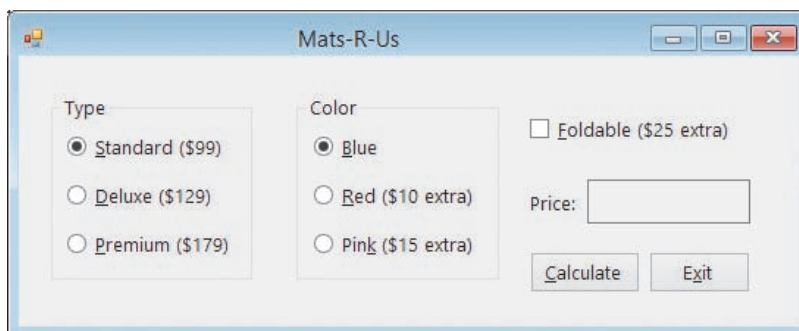 Mats-R-Us
Type
Standard ($99)
Deluxe ($129)
Premium ($179)
Color
Blue
Red ($10 extra)
Pink ($15 extra)
Foldable ($25 extra)
Price:
Calculate
Exit